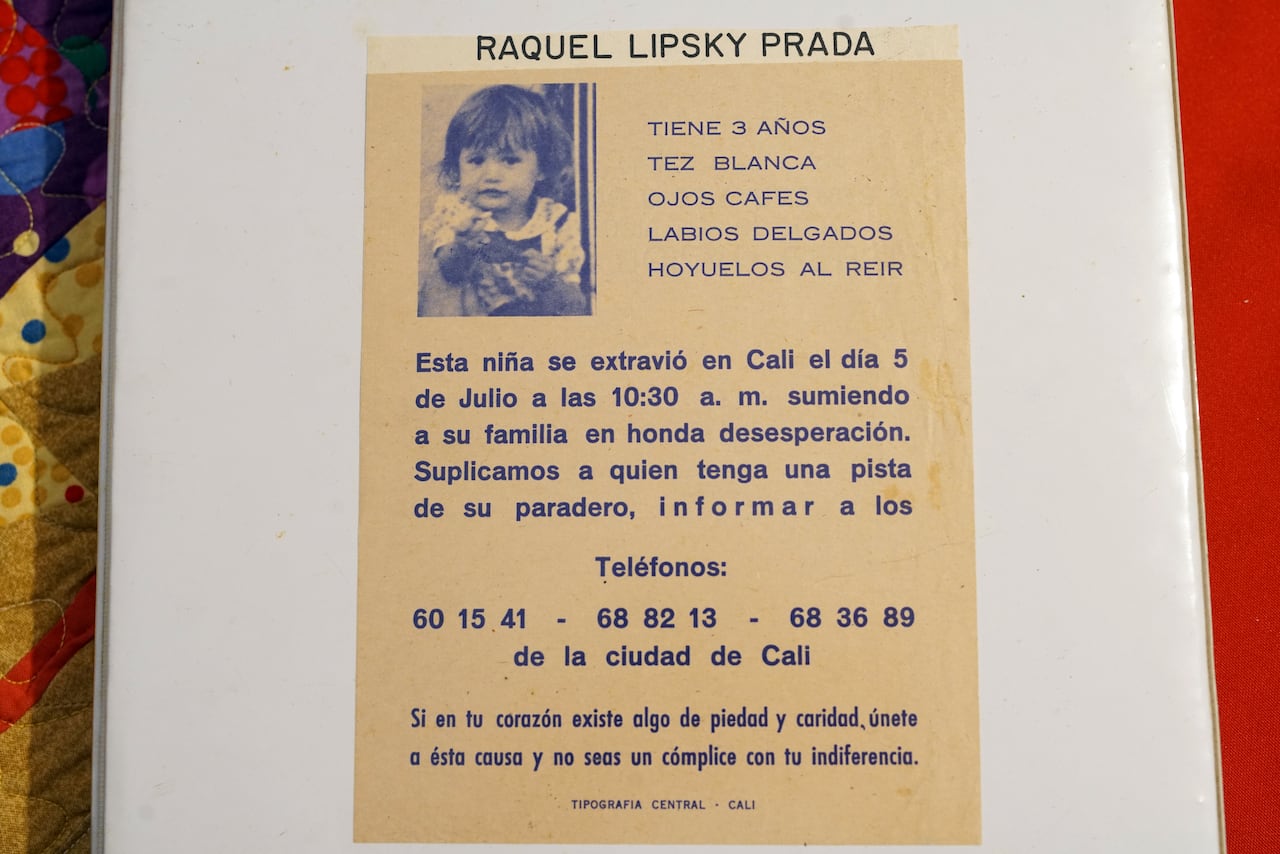 RAQUEL LIPSKY PRADA
TIENE 3 AÑOS
TEZ BLANCA
OJOS CAFES
LABIOS DELGADOS
HOYUELOS AL REIR
Esta niña se extravió en Cali el día 5
de Julio a las 10:30 a. m. sumiendo
a su familia en honda desesperación.
Suplicamos a quien tenga una pista
de su paradero, informar a los
Teléfonos:
60 15 41 - 68 82 13 - 68 36 89
de la ciudad de Cali
Si en tu corazón existe algo de piedad y caridad, únete
a ésta causa y no seas un cómplice con tu indiferencia.
TIPOGRAFIA CENTRAL - CALI